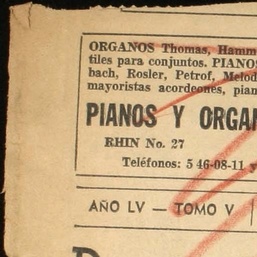 ORGANOS Thomas, Hamm
tiles para conjuntos. PIANOS
bach, Rosler, Petrof, Melod
mayoristas acordeones, pian
PIANOS Y ORGAN
RHIN No. 27
Teléfonos: 5 46-08-11 y
AÑO LV — TOMO V